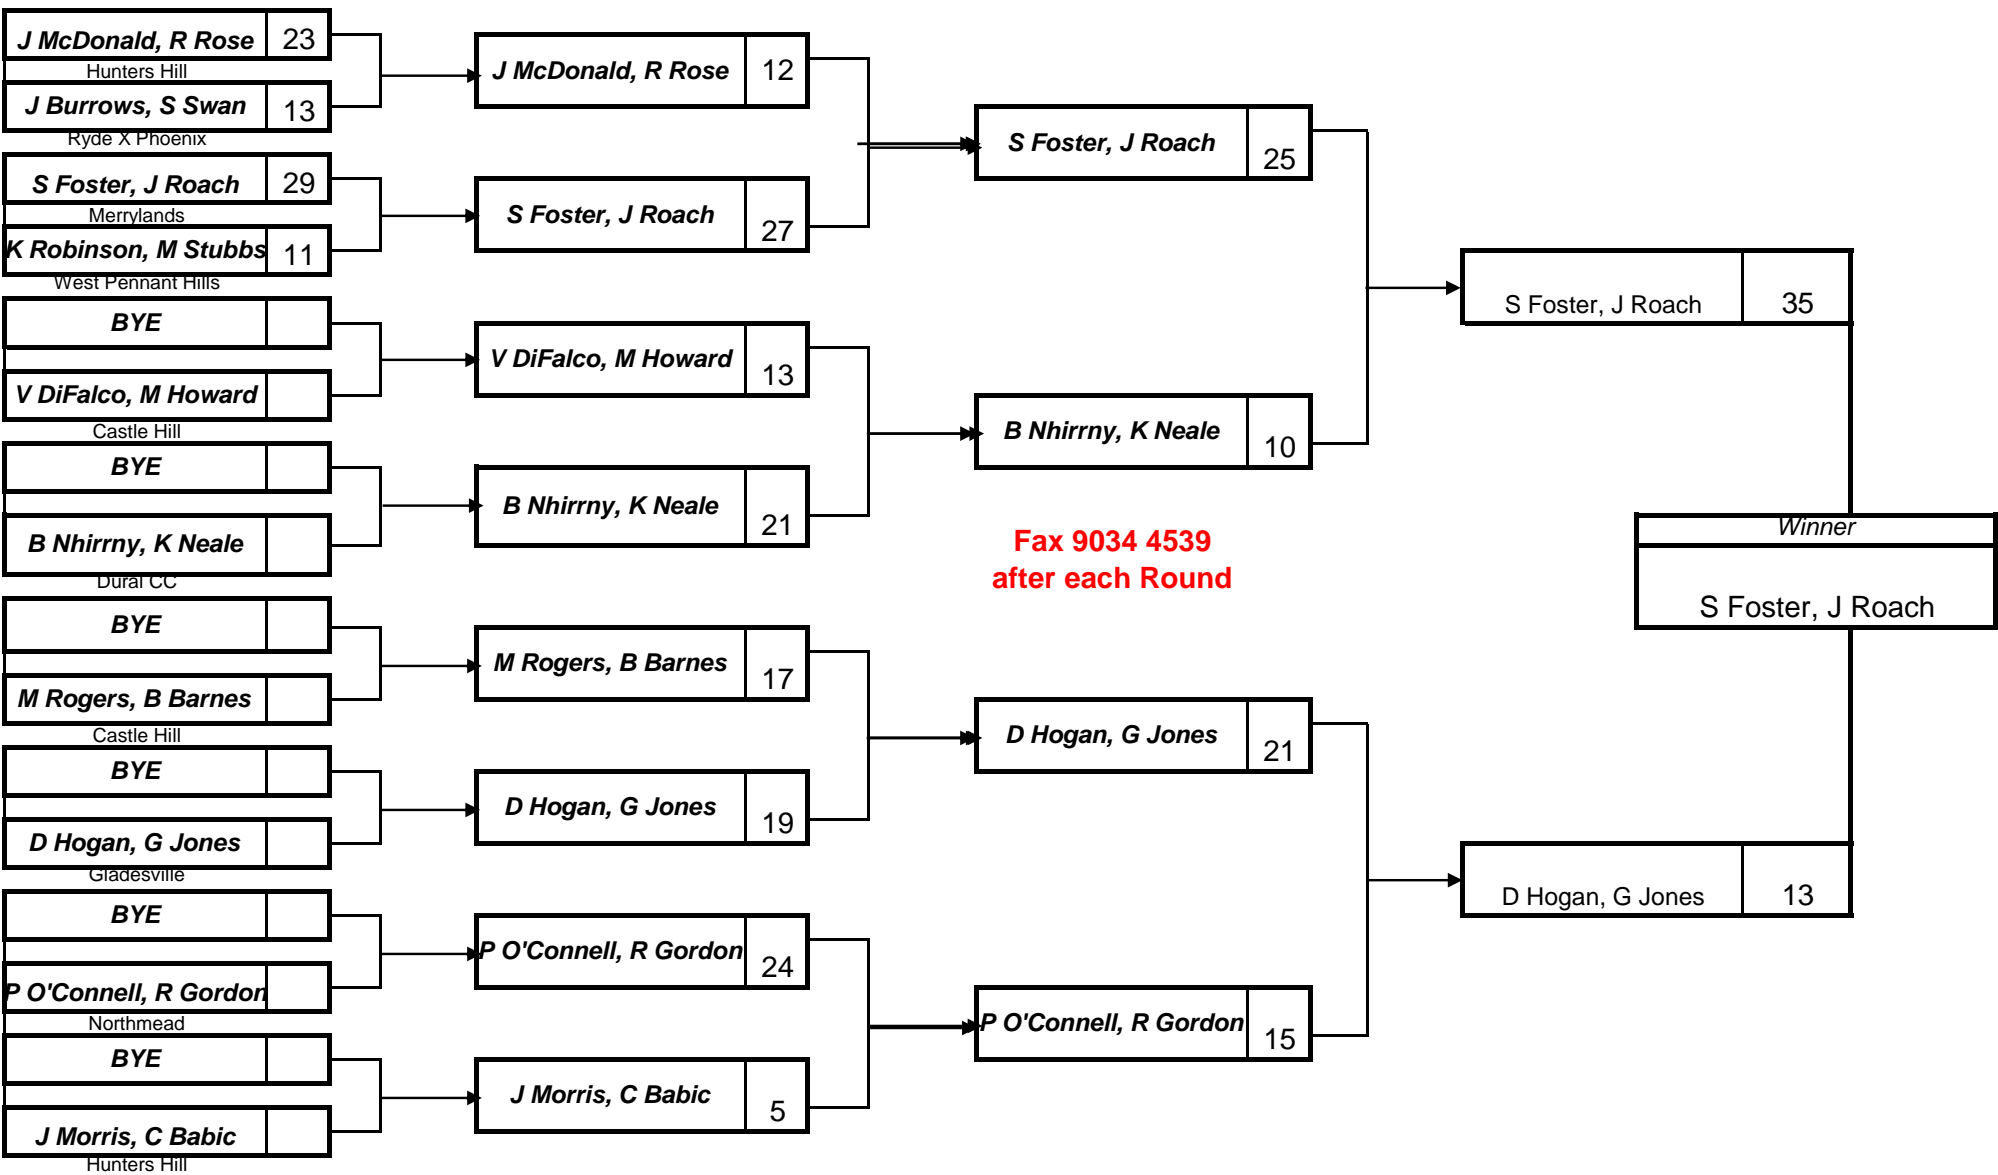 J McDonald, R Rose 23
Hunters Hill
J Burrows, S Swan 13
Ryde X Phoenix
S Foster, J Roach 29
Merrylands
K Robinson, M Stubbs 11
West Pennant Hills
BYE
V DiFalco, M Howard
Castle Hill
BYE
B Nhirrny, K Neale
Dural CC
BYE
M Rogers, B Barnes
Castle Hill
BYE
D Hogan, G Jones
Gladesville
BYE
P O'Connell, R Gordon
Northmead
BYE
J Morris, C Babic
Hunters Hill
J McDonald, R Rose 12
S Foster, J Roach 27
V DiFalco, M Howard 13
B Nhirrny, K Neale 21
M Rogers, B Barnes 17
D Hogan, G Jones 19
P O'Connell, R Gordon 24
J Morris, C Babic 5
S Foster, J Roach 25
B Nhirrny, K Neale 10
Fax 9034 4539
after each Round
D Hogan, G Jones 21
P O'Connell, R Gordon 15
S Foster, J Roach 35
D Hogan, G Jones 13
Winner
S Foster, J Roach